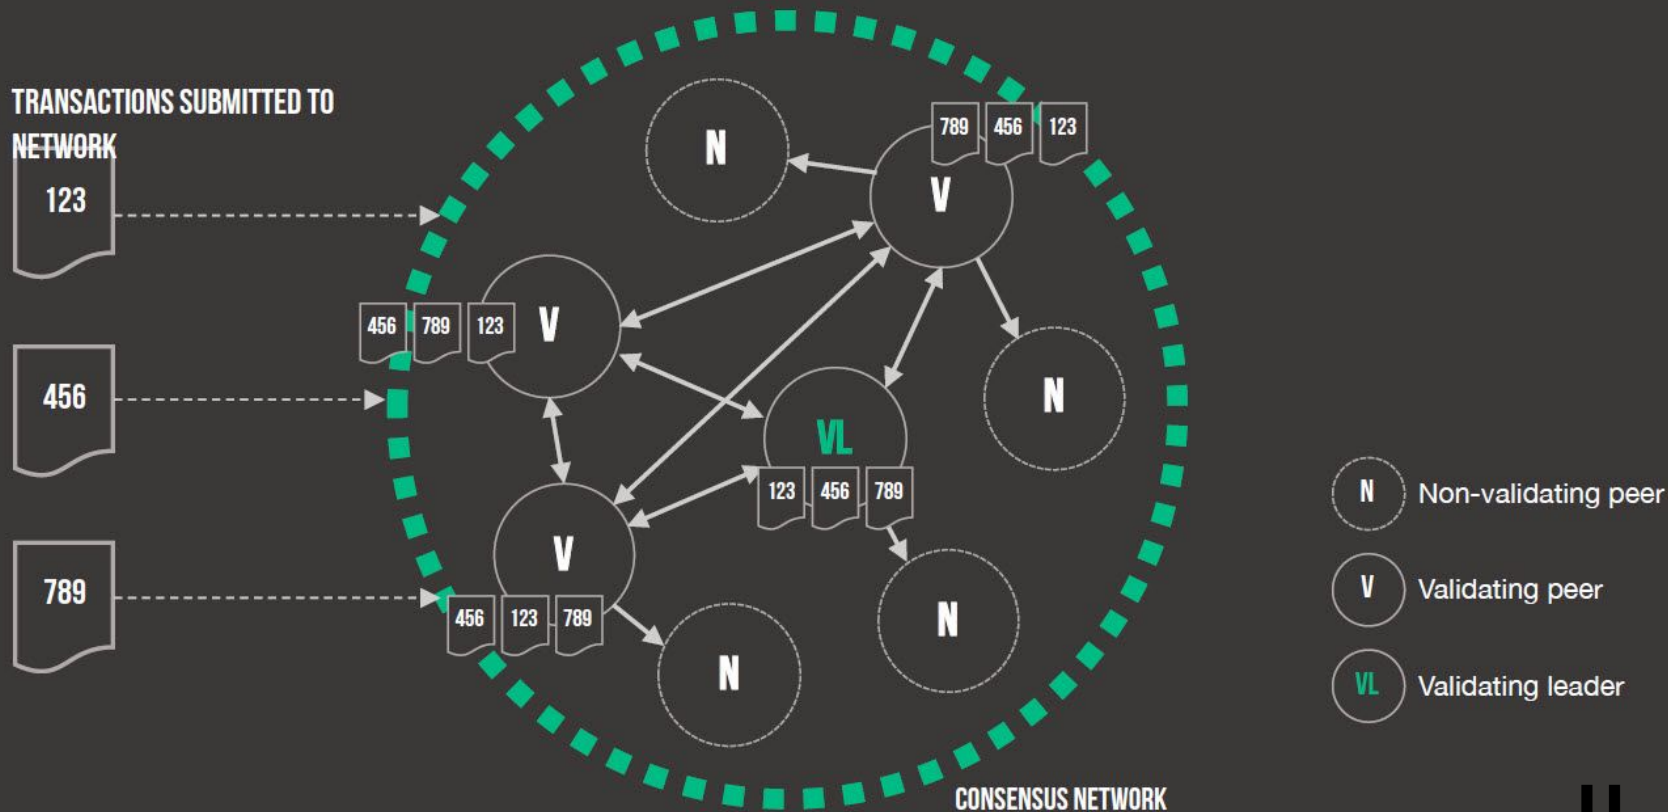 TRANSACTIONS SUBMITTED TO
NETWORK
123
456
789
N
789 456 123
V
456 789 123
V
N
VL
123 456 789
V
456 123 789
N
N
CONSENSUS NETWORK
N Non-validating peer
V Validating peer
VL Validating leader